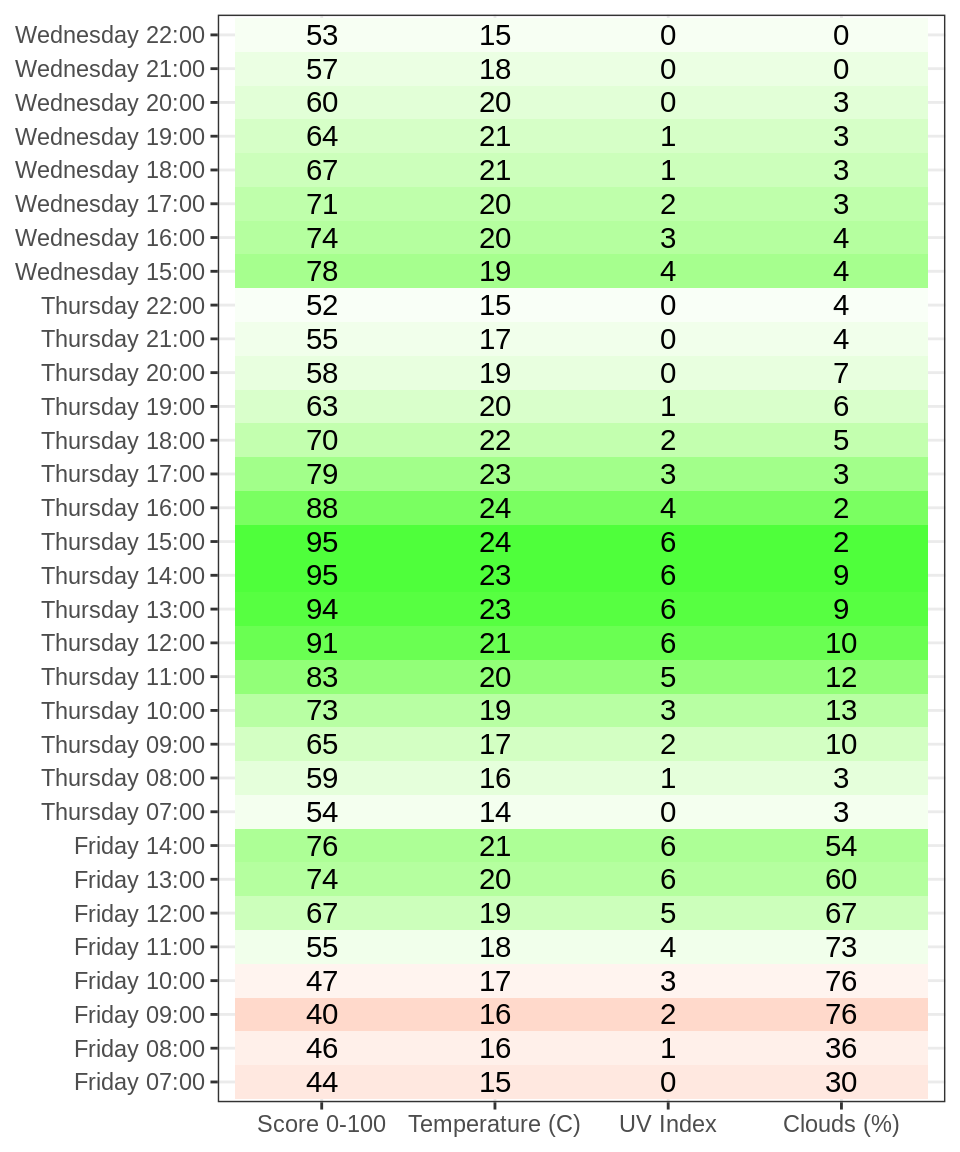 Wednesday 22:00 53 15 0 0
Wednesday 21:00 57 18 0 0
Wednesday 20:00 60 20 0 3
Wednesday 19:00 64 21 1 3
Wednesday 18:00 67 21 1 3
Wednesday 17:00 71 20 2 3
Wednesday 16:00 74 20 3 4
Wednesday 15:00 78 19 4 4
Thursday 22:00 52 15 0 4
Thursday 21:00 55 17 0 4
Thursday 20:00 58 19 0 7
Thursday 19:00 63 20 1 6
Thursday 18:00 70 22 2 5
Thursday 17:00 79 23 3 3
Thursday 16:00 88 24 4 2
Thursday 15:00 95 24 6 2
Thursday 14:00 95 23 6 9
Thursday 13:00 94 23 6 9
Thursday 12:00 91 21 6 10
Thursday 11:00 83 20 5 12
Thursday 10:00 73 19 3 13
Thursday 09:00 65 17 2 10
Thursday 08:00 59 16 1 3
Thursday 07:00 54 14 0 3
Friday 14:00 76 21 6 54
Friday 13:00 74 20 6 60
Friday 12:00 67 19 5 67
Friday 11:00 55 18 4 73
Friday 10:00 47 17 3 76
Friday 09:00 40 16 2 76
Friday 08:00 46 16 1 36
Friday 07:00 44 15 0 30
Score 0-100 Temperature (C) UV Index Clouds (%)